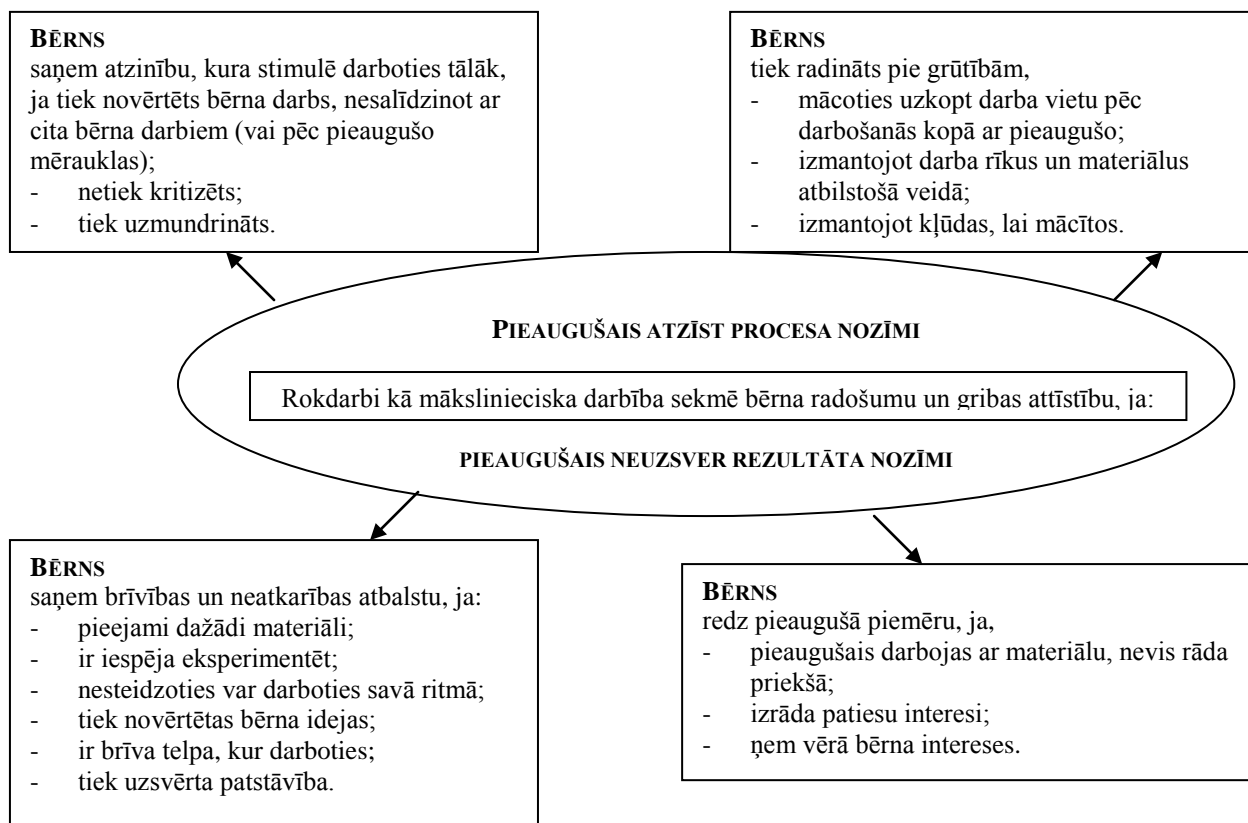 BĒRNS
saņem atzinību, kura stimulē darboties tālāk,
ja tiek novērtēts bērna darbs, nesalīdzinot ar
cita bērna darbiem (vai pēc pieaugušo
mērauklas);
- netiek kritizēts;
- tiek uzmundrināts.
BĒRNS
tiek radināts pie grūtībām,
- mācoties uzkopt darba vietu pēc
darbošanās kopā ar pieaugušo;
- izmantojot darba rīkus un materiālus
atbilstošā veidā;
- izmantojot kļūdas, lai mācītos.
PIEAUGUŠAIS ATZĪST PROCESA NOZĪMI
Rokdarbi kā mākslinieciska darbība sekmē bērna radošumu un gribas attīstību, ja:
PIEAUGUŠAIS NEUZSVER REZULTĀTA NOZĪMI
BĒRNS
saņem brīvības un neatkarības atbalstu, ja:
- pieejami dažādi materiāli;
- ir iespēja eksperimentēt;
- nesteidzoties var darboties savā ritmā;
- tiek novērtētas bērna idejas;
- ir brīva telpa, kur darboties;
- tiek uzsvērta patstāvība.
BĒRNS
redz pieaugušā piemēru, ja,
- pieaugušais darbojas ar materiālu, nevis rāda
priekšā;
- izrāda patiesu interesi;
- ņem vērā bērna intereses.